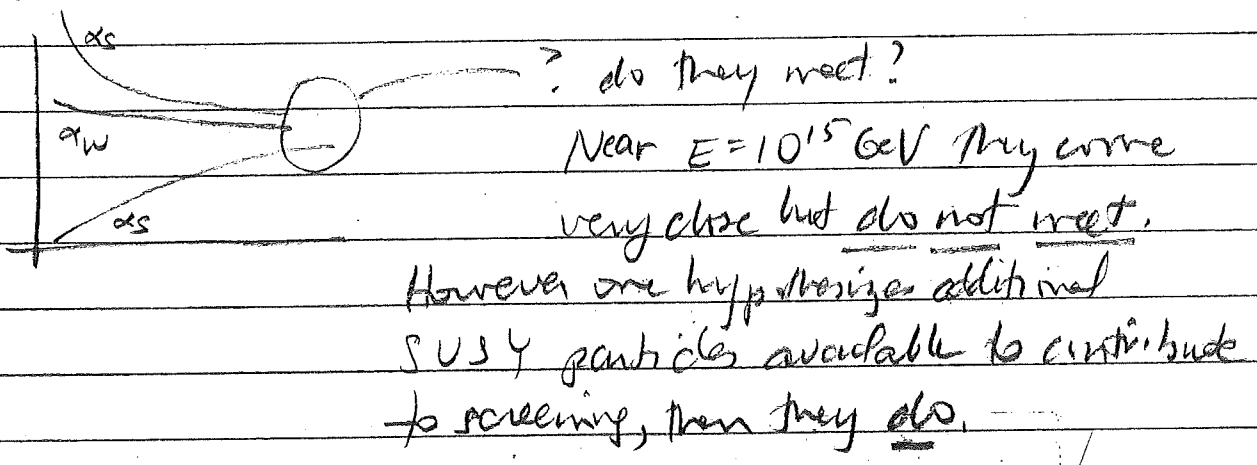 αs
? do they meet?
αw
Near E = 10^15 GeV they come
very close but do not meet.
αs
However one hypothesizes additional
SUSY particles available to contribute
to screening, then they do.